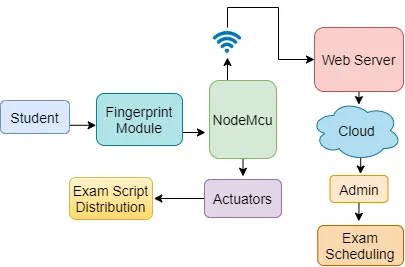 Student
Fingerprint
Module
NodeMcu
Web Server
Cloud
Admin
Exam
Scheduling
Actuators
Exam Script
Distribution